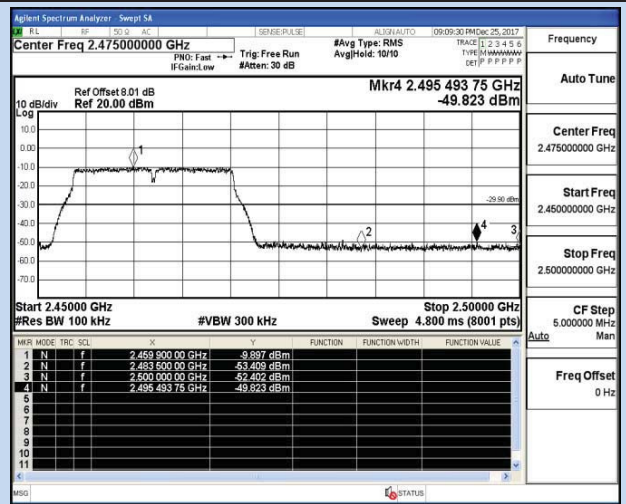 Agilent Spectrum Analyzer - Swept SA
RL RF 50 Ω AC SENSE:PULSE ALIGN AUTO 09:09:30 PM Dec 25, 2017
Center Freq 2.475000000 GHz
PNO: Fast
IFGain:Low
Trig: Free Run
#Atten: 30 dB
#Avg Type: RMS
Avg|Hold: 10/10
TRACE 1 2 3 4 5 6
TYPE M
DET P P P P P P
Ref Offset 8.01 dB
10 dB/div Ref 20.00 dBm
Log
Mkr4 2.495 493 75 GHz
-49.823 dBm
10.0
0.00
-10.0
-20.0
-30.0
-40.0
-50.0
-60.0
-70.0
1
2
4
3
-29.90 dBm
Start 2.45000 GHz Stop 2.50000 GHz
#Res BW 100 kHz #VBW 300 kHz Sweep 4.800 ms (8001 pts)
MKR MODE TRC SCL X Y FUNCTION FUNCTION WIDTH FUNCTION VALUE
1 N f 2.459 900 00 GHz -9.897 dBm
2 N f 2.483 500 00 GHz -53.409 dBm
3 N f 2.500 000 00 GHz -52.402 dBm
4 N f 2.495 493 75 GHz -49.823 dBm
5
6
7
8
9
10
11
MSG STATUS
Frequency
Auto Tune
Center Freq
2.475000000 GHz
Start Freq
2.450000000 GHz
Stop Freq
2.500000000 GHz
CF Step
5.000000 MHz
Auto Man
Freq Offset
0 Hz